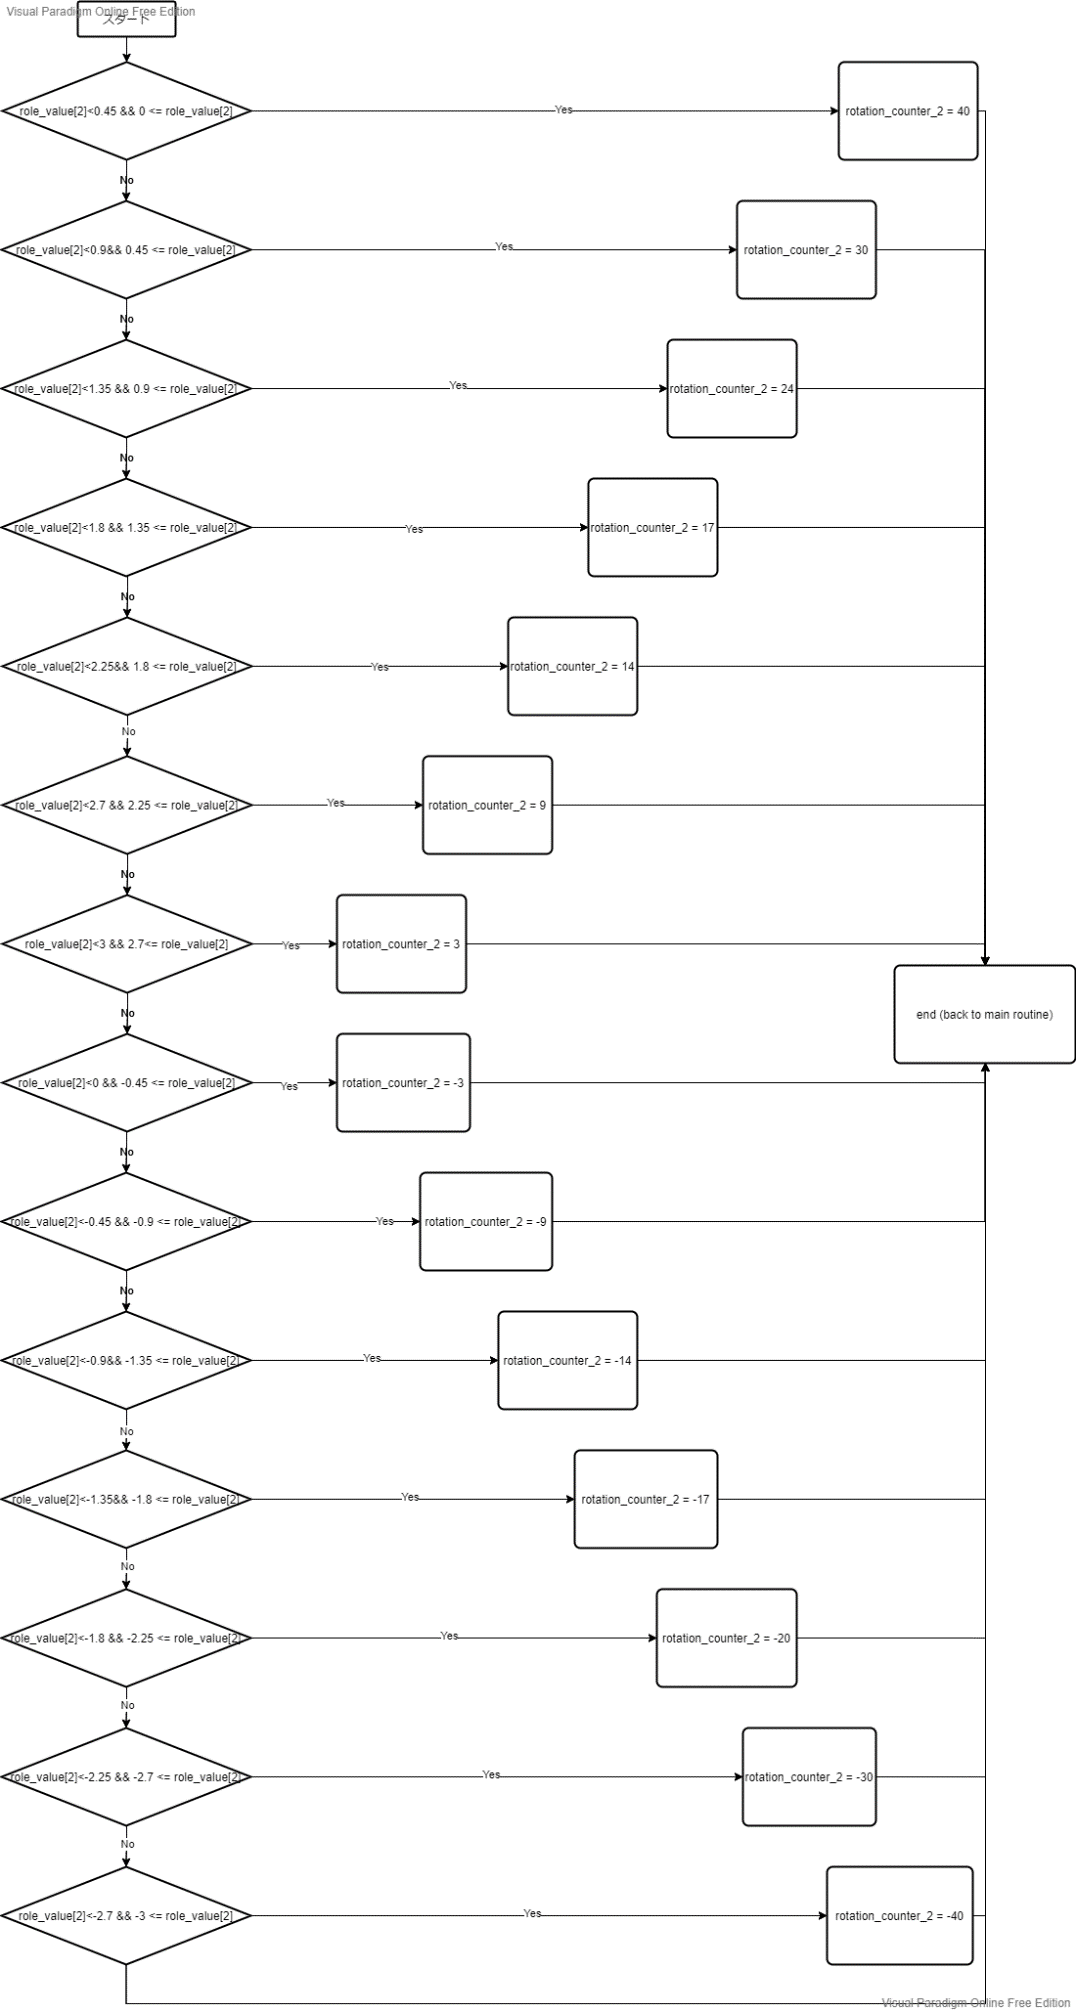 Visual Paradigm Online Free Edition
スタート
role_value[2]<0.45 && 0 <= role_value[2]
Yes
rotation_counter_2 = 40
No
role_value[2]<0.9&& 0.45 <= role_value[2]
Yes
rotation_counter_2 = 30
No
role_value[2]<1.35 && 0.9 <= role_value[2]
Yes
rotation_counter_2 = 24
No
role_value[2]<1.8 && 1.35 <= role_value[2]
Yes
rotation_counter_2 = 17
No
role_value[2]<2.25&& 1.8 <= role_value[2]
Yes
rotation_counter_2 = 14
No
role_value[2]<2.7 && 2.25 <= role_value[2]
Yes
rotation_counter_2 = 9
No
role_value[2]<3 && 2.7<= role_value[2]
Yes
rotation_counter_2 = 3
end (back to main routine)
No
role_value[2]<0 && -0.45 <= role_value[2]
Yes
rotation_counter_2 = -3
No
role_value[2]<-0.45 && -0.9 <= role_value[2]
Yes
rotation_counter_2 = -9
No
role_value[2]<-0.9&& -1.35 <= role_value[2]
Yes
rotation_counter_2 = -14
No
role_value[2]<-1.35&& -1.8 <= role_value[2]
Yes
rotation_counter_2 = -17
No
role_value[2]<-1.8 && -2.25 <= role_value[2]
Yes
rotation_counter_2 = -20
No
role_value[2]<-2.25 && -2.7 <= role_value[2]
Yes
rotation_counter_2 = -30
No
role_value[2]<-2.7 && -3 <= role_value[2]
Yes
rotation_counter_2 = -40
Visual Paradigm Online Free Edition